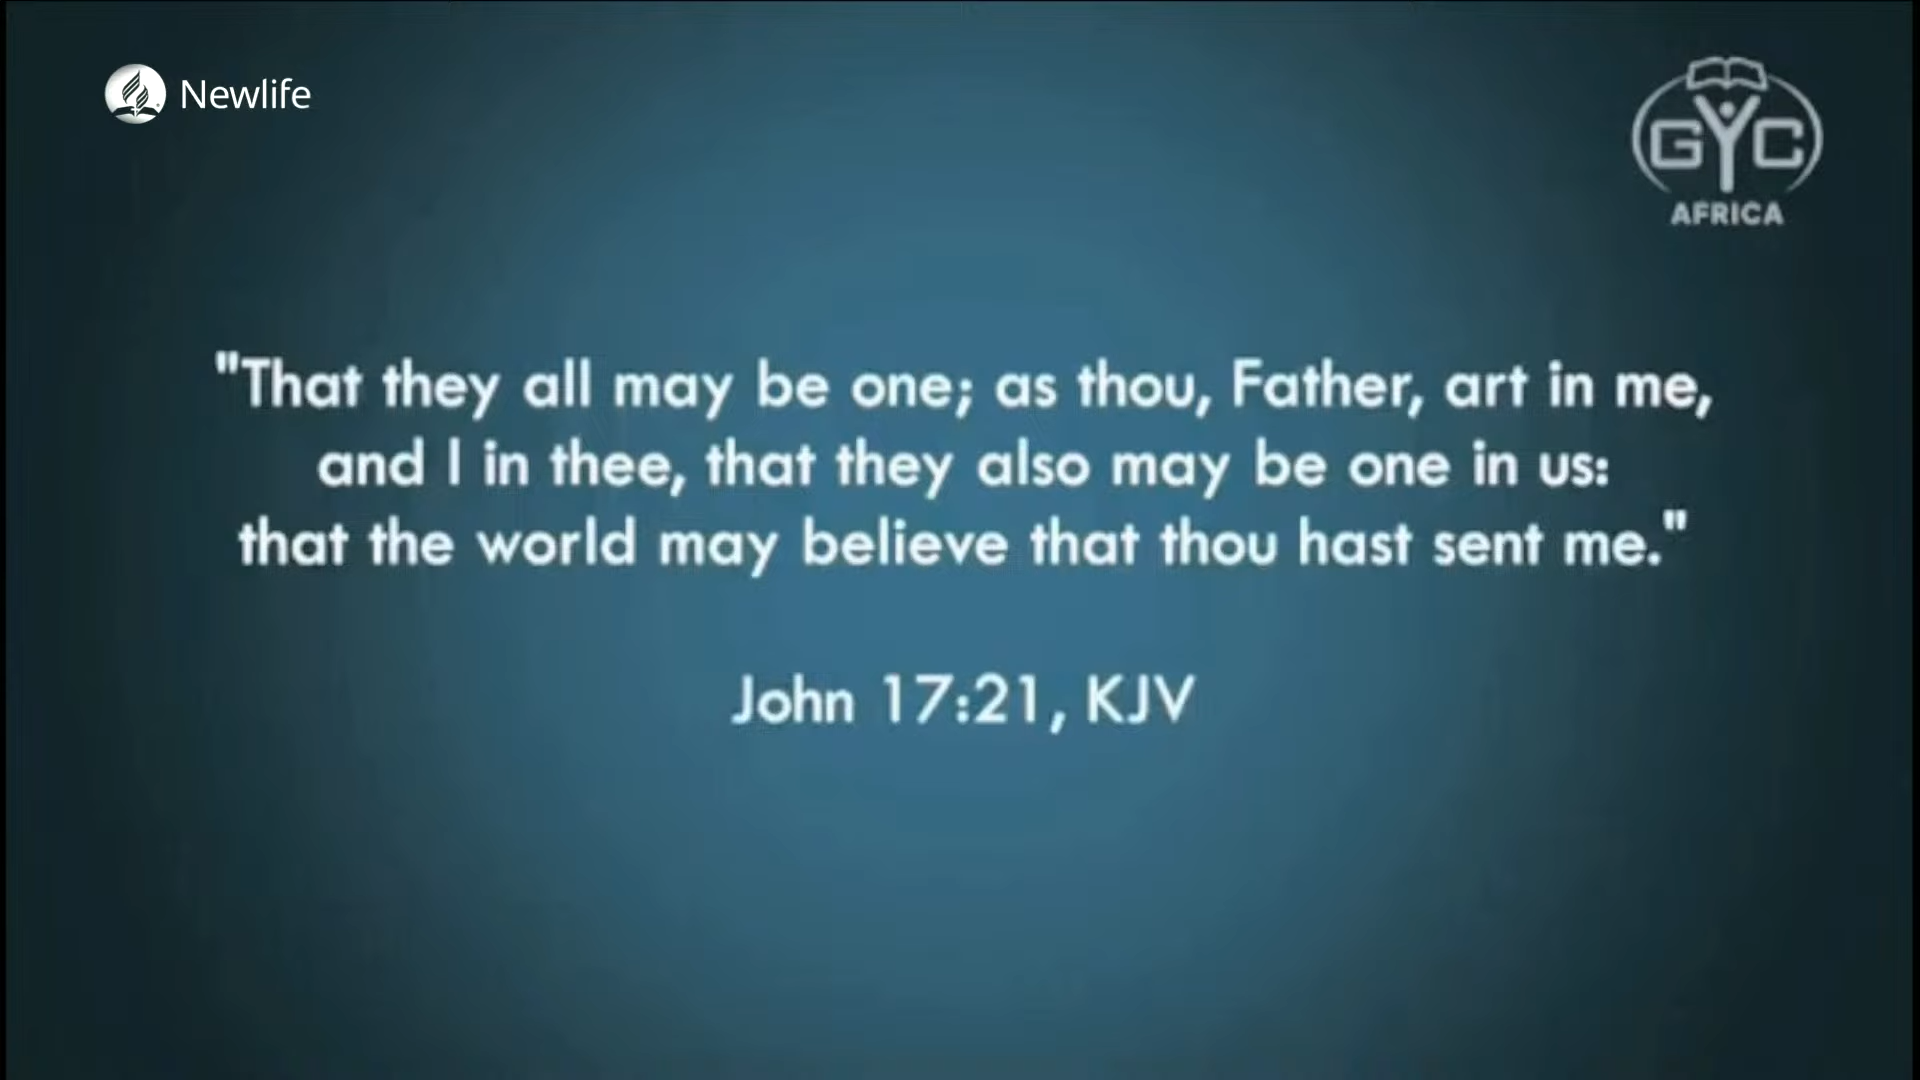 Newlife
GYC
AFRICA
"That they all may be one; as thou, Father, art in me,
and I in thee, that they also may be one in us:
that the world may believe that thou hast sent me."
John 17:21, KJV